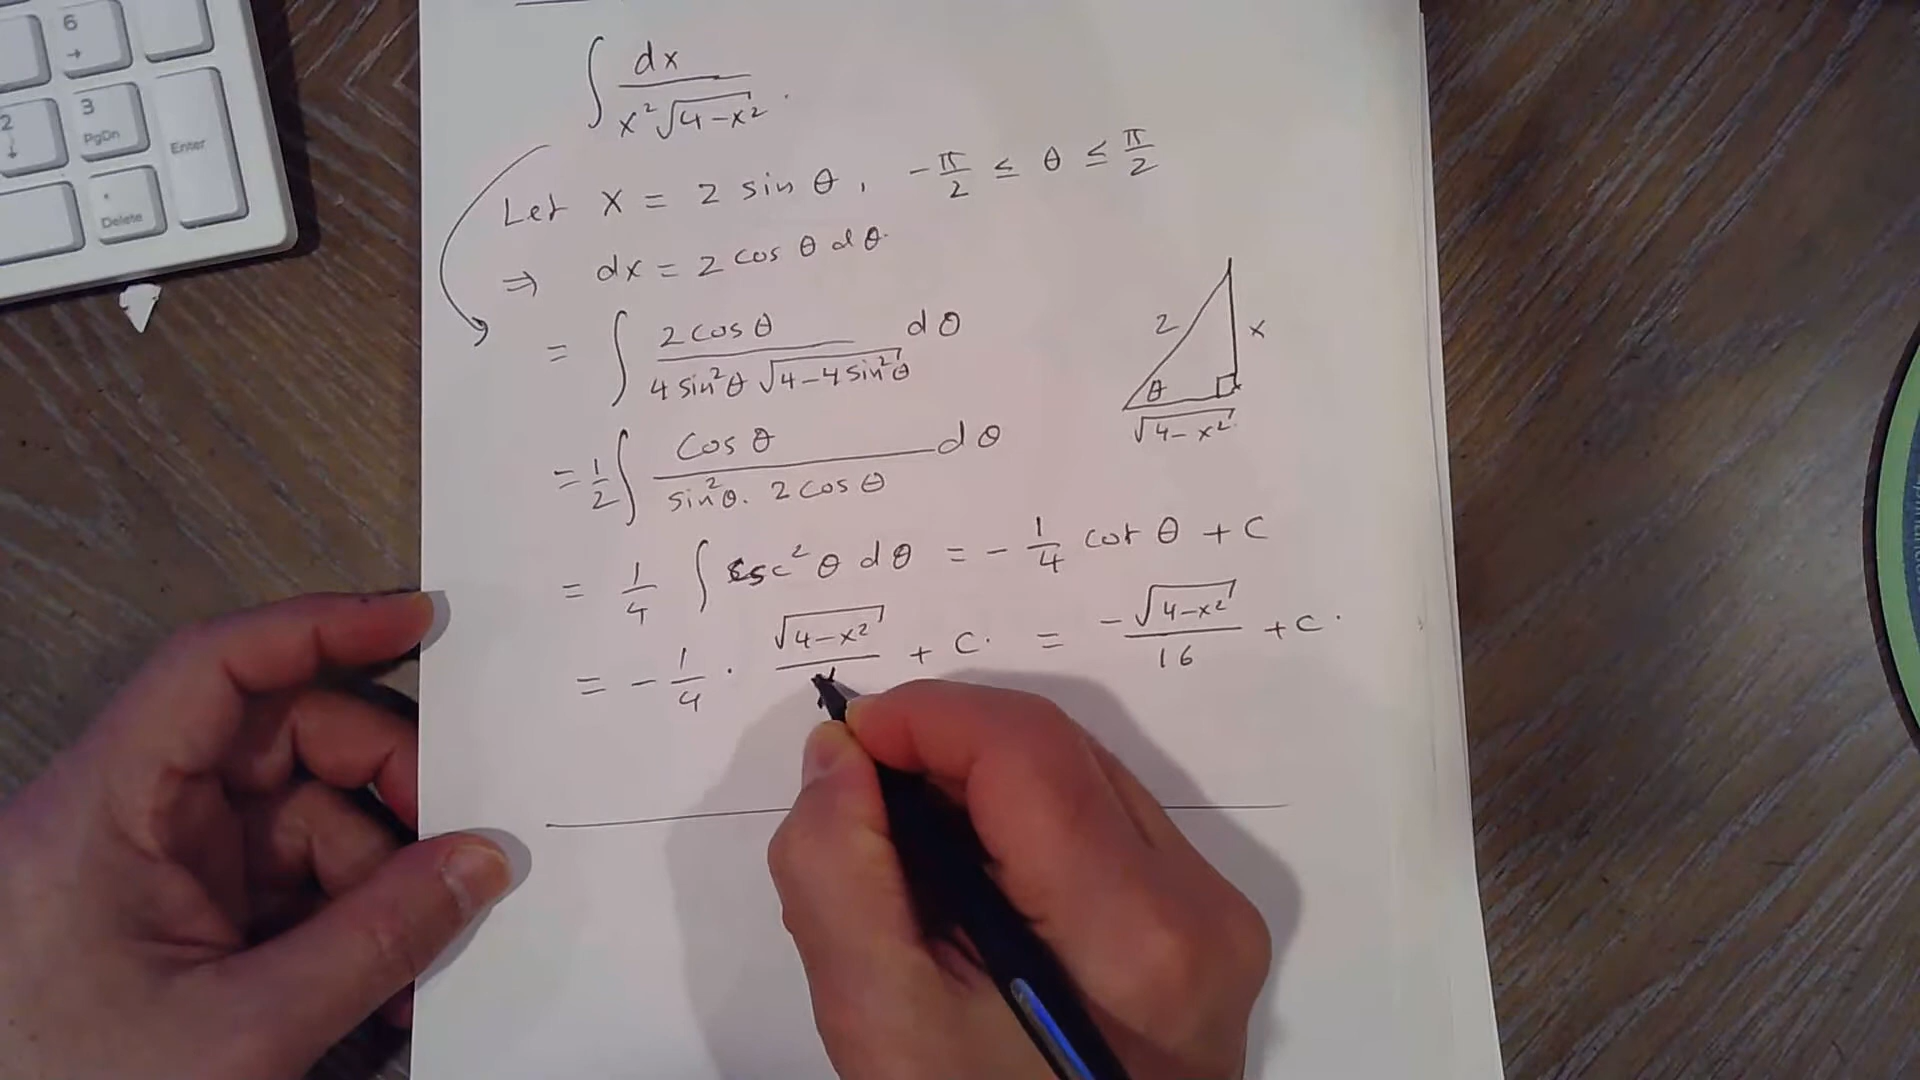 6
→
2
↓
3
PgDn
Enter
.
Delete
∫ dx / (x² √(4-x²)) .
Let x = 2 sin θ, -π/2 ≤ θ ≤ π/2
⇒ dx = 2 cos θ dθ.
= ∫ 2 cos θ / (4 sin²θ √(4-4 sin²θ)) dθ
2
x
θ
√(4-x²)
= 1/2 ∫ cos θ / (sin²θ. 2 cos θ) dθ
= 1/4 ∫ csc² θ dθ = -1/4 cot θ + C
= -1/4 · √(4-x²) / + C. = -√(4-x²) / 16 + C.